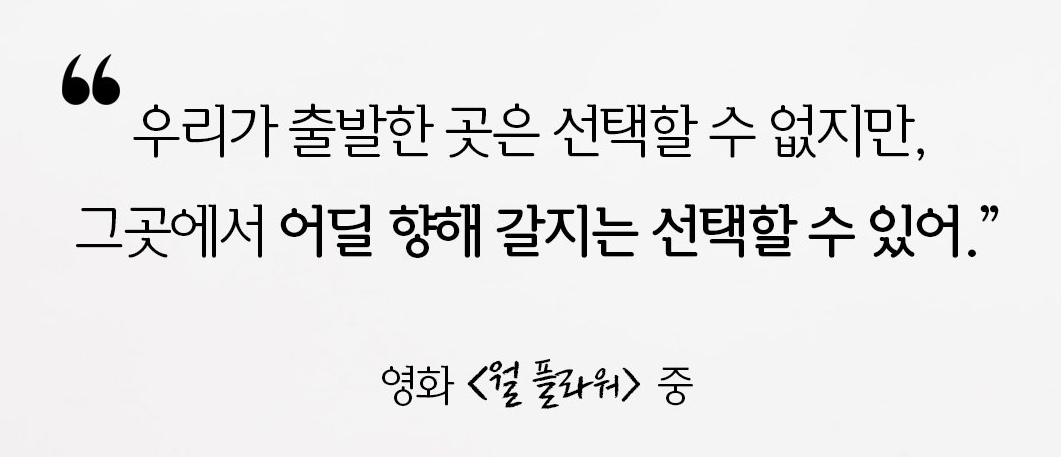 “우리가 출발한 곳은 선택할 수 없지만,
그곳에서 어딜 향해 갈지는 선택할 수 있어.”
영화 <월 플라워> 중